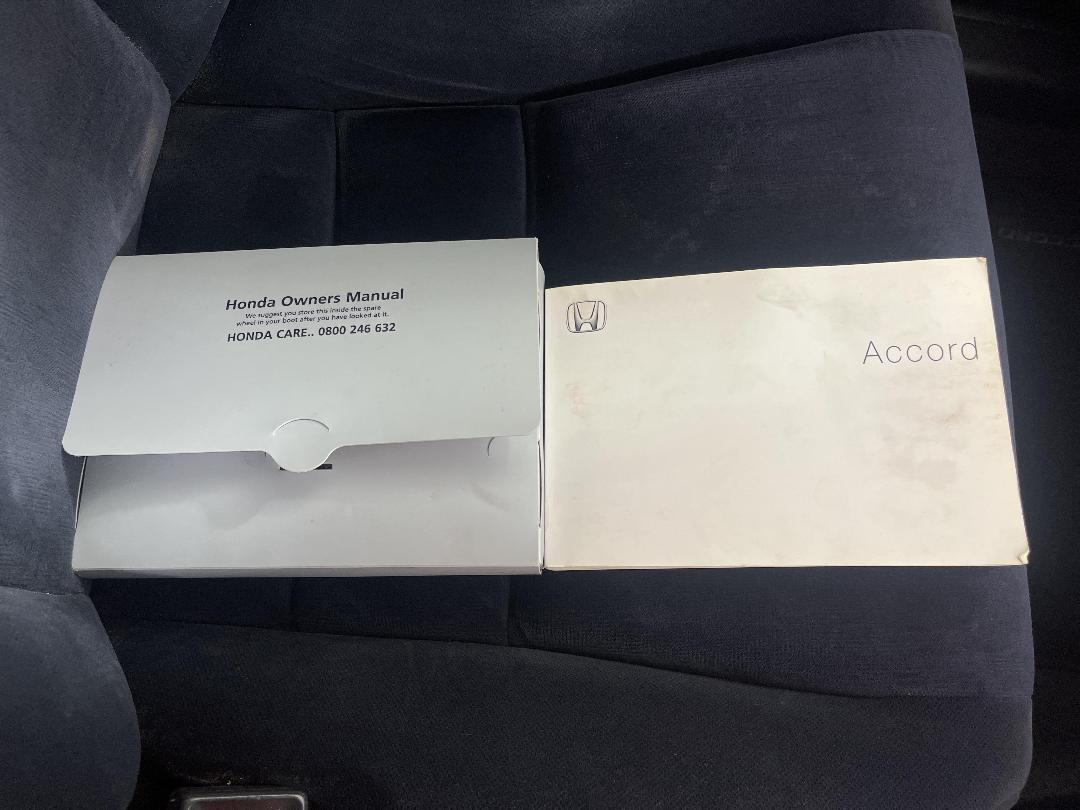 Honda Owners Manual
We suggest you store this inside the spare
wheel in your boot after you have looked at it.
HONDA CARE.. 0800 246 632
Accord